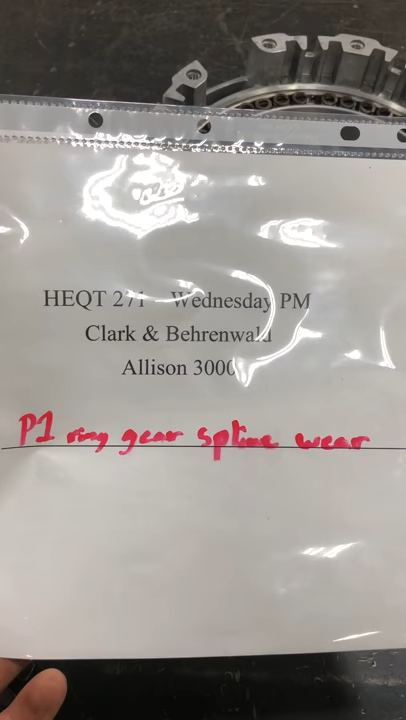 HEQT 271 – Wednesday PM
Clark & Behrenwald
Allison 3000
P1 ring gear spline wear